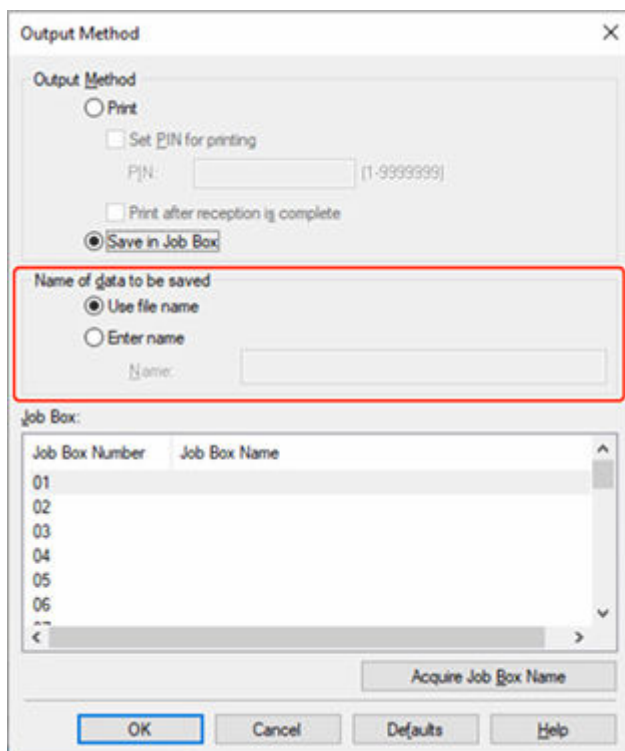 Output Method
Output Method
Print
Set PIN for printing
PIN: [1-9999999]
Print after reception is complete
Save in Job Box
Name of data to be saved
Use file name
Enter name
Name:
Job Box:
Job Box Number Job Box Name
01
02
03
04
05
06
07
Acquire Job Box Name
OK Cancel Defaults Help